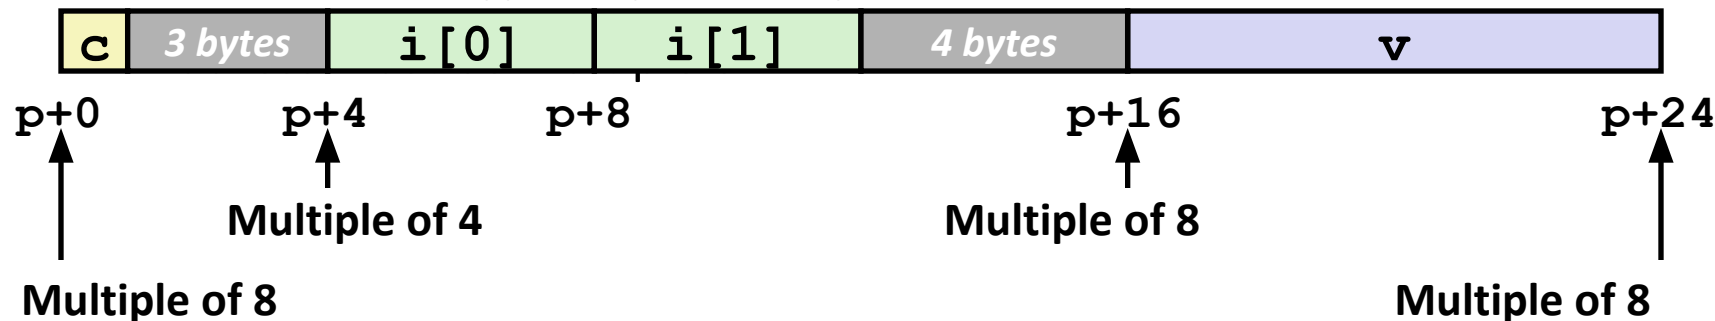 c 3 bytes i[0] i[1] 4 bytes v
p+0 p+4 p+8 p+16 p+24
Multiple of 4 Multiple of 8
Multiple of 8 Multiple of 8